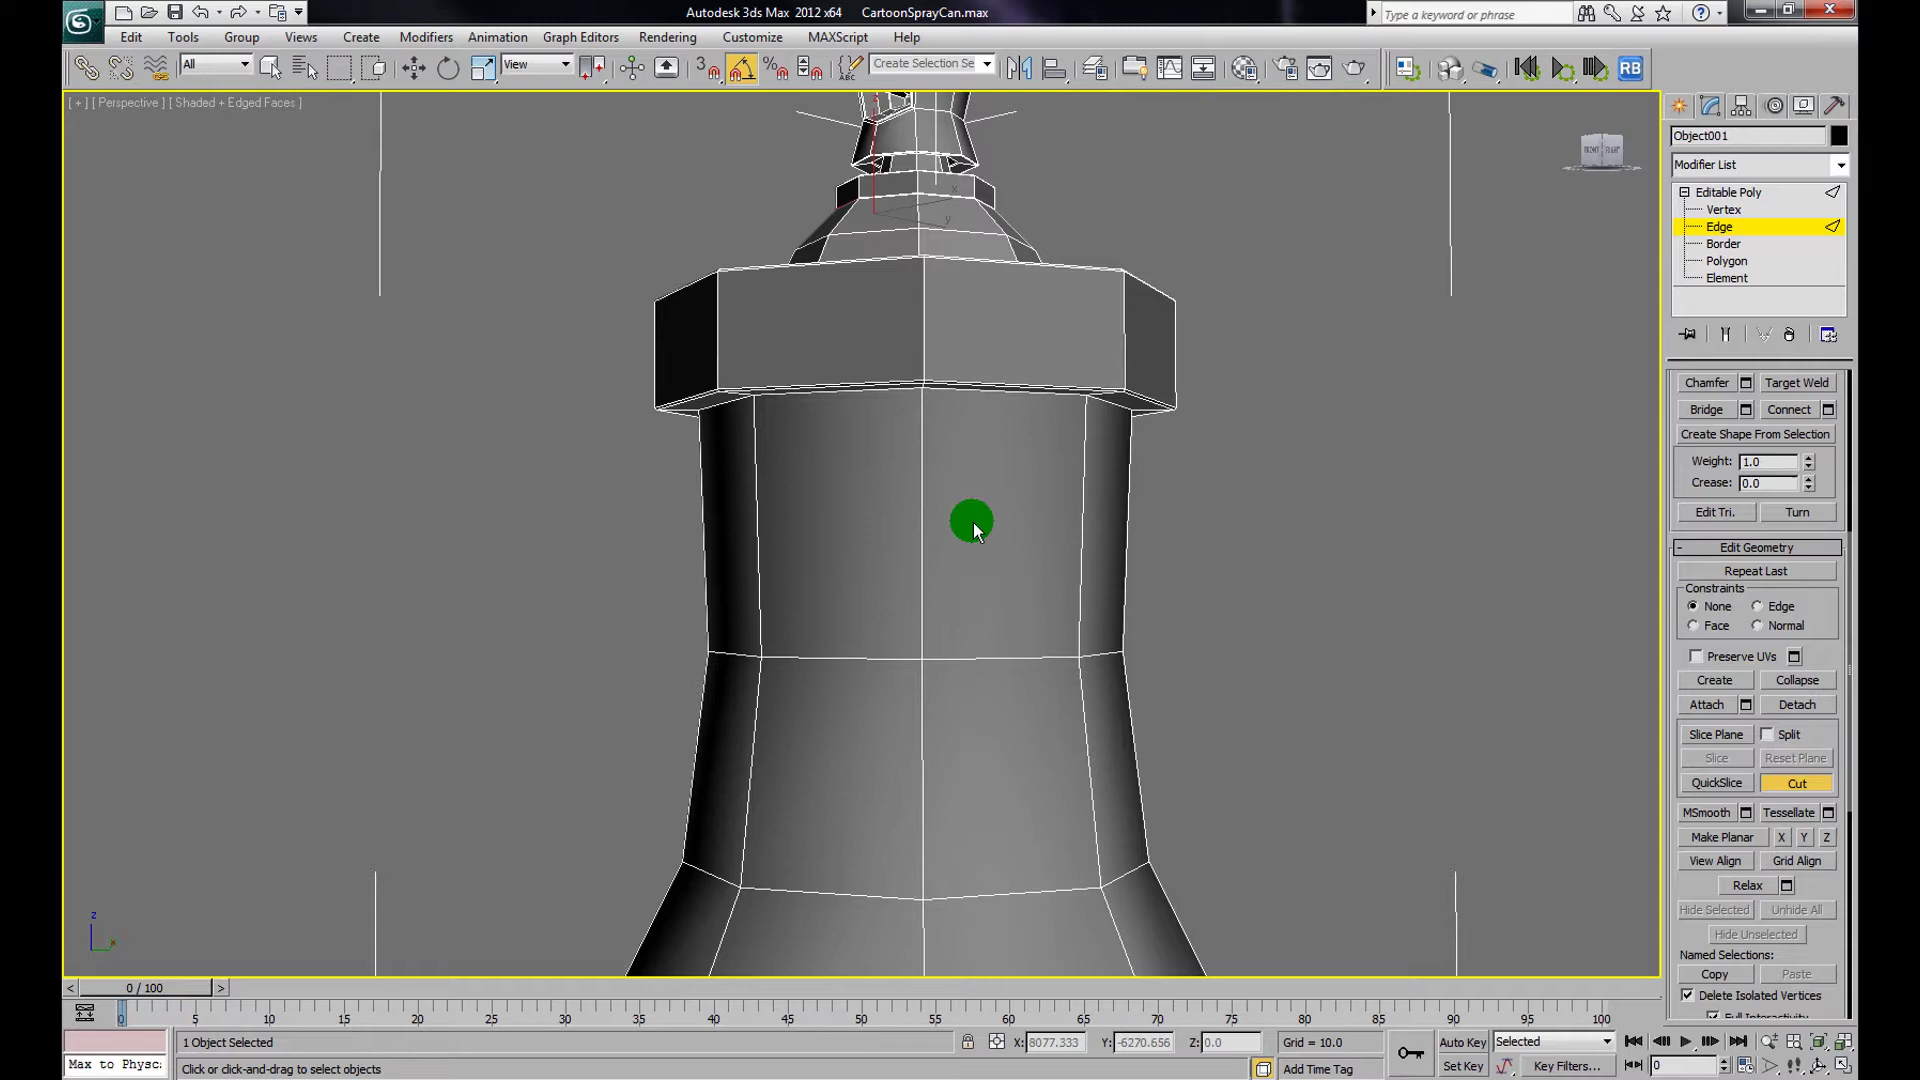 Autodesk 3ds Max 2012 x64 CartoonSprayCan.max
Type a keyword or phrase
Edit Tools Group Views Create Modifiers Animation Graph Editors Rendering Customize MAXScript Help
All View 3 Create Selection Se RB
[ + ] [ Perspective ] [ Shaded + Edged Faces ]
Object001
Modifier List
Editable Poly
Vertex
Edge
Border
Polygon
Element
FRONT RIGHT
x
y
Chamfer Target Weld
Bridge Connect
Create Shape From Selection
Weight: 1.0
Crease: 0.0
Edit Tri. Turn
- Edit Geometry
Repeat Last
Constraints
None Edge
Face Normal
Preserve UVs
Create Collapse
Attach Detach
Slice Plane Split
Slice Reset Plane
QuickSlice Cut
MSmooth Tessellate
Make Planar X Y Z
View Align Grid Align
Relax
Hide Selected Unhide All
Hide Unselected
Named Selections:
Copy Paste
Delete Isolated Vertices
Full Interactivity
z
x
< 0 / 100 >
0 5 10 15 20 25 30 35 40 45 50 55 60 65 70 75 80 85 90 95 100
1 Object Selected X: 8077.333 Y: -6270.656 Z: 0.0 Grid = 10.0 Auto Key Selected
Max to Physc: Click or click-and-drag to select objects Add Time Tag Set Key Key Filters... 0